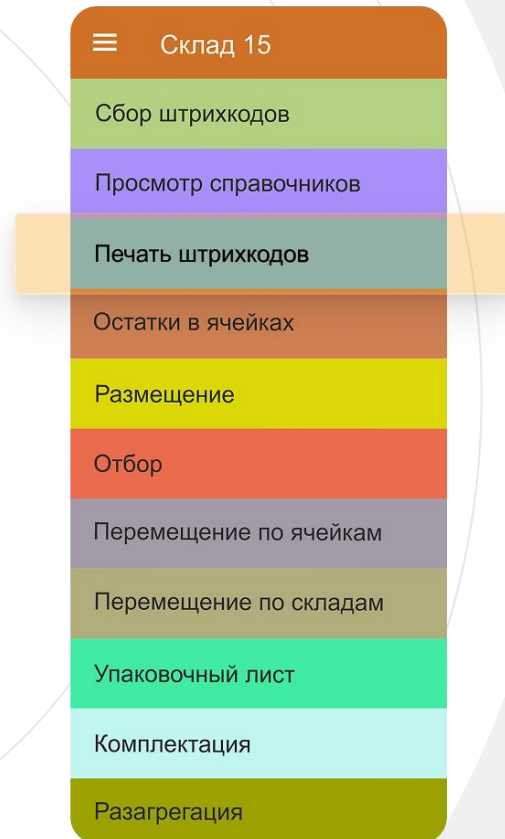 Склад 15
Сбор штрихкодов
Просмотр справочников
Печать штрихкодов
Остатки в ячейках
Размещение
Отбор
Перемещение по ячейкам
Перемещение по складам
Упаковочный лист
Комплектация
Разагрегация